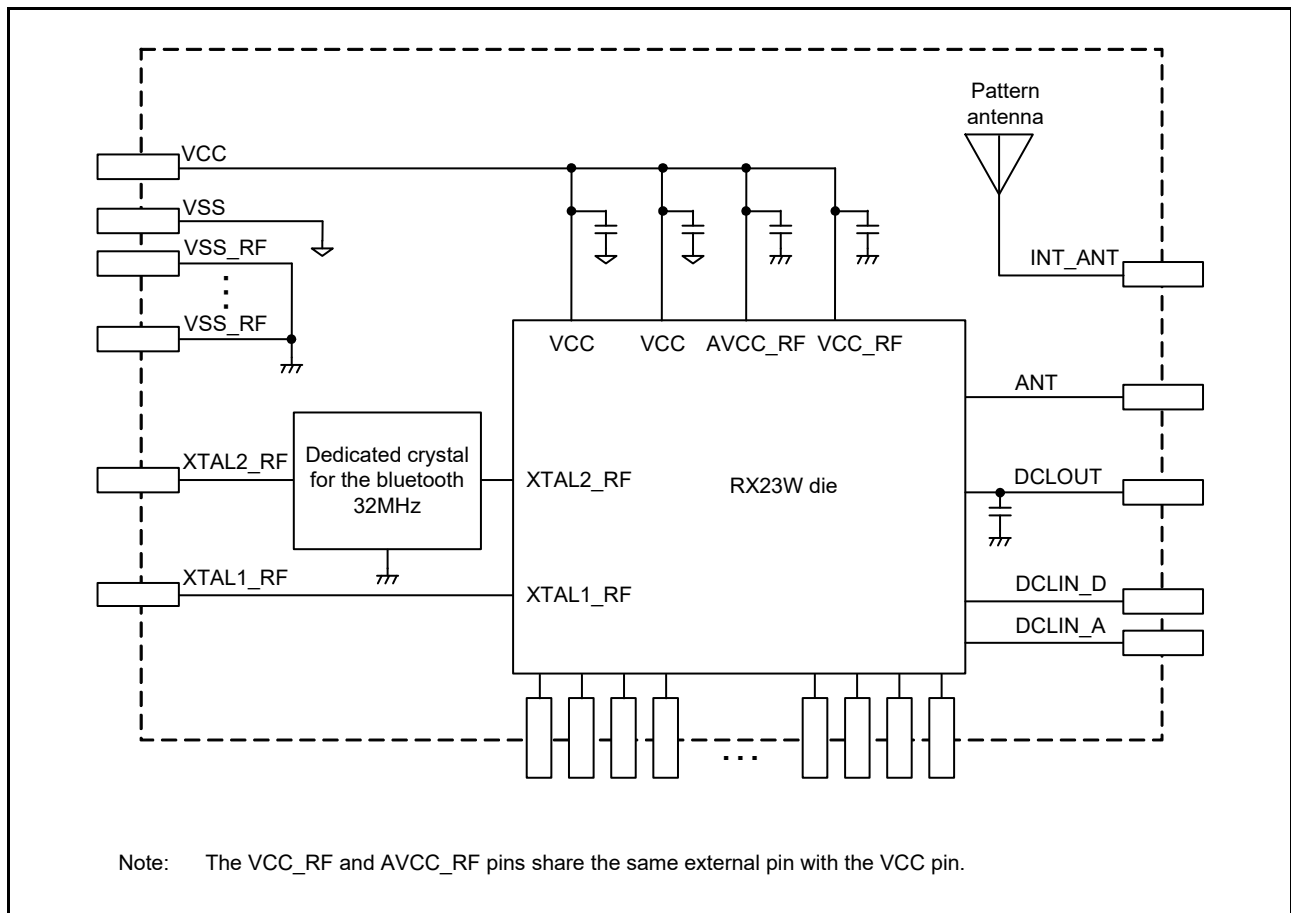 Pattern
antenna
VCC
VSS
VSS_RF
VSS_RF
INT_ANT
VCC
VCC
AVCC_RF
VCC_RF
ANT
XTAL2_RF
Dedicated crystal
for the bluetooth
32MHz
XTAL2_RF
RX23W die
DCLOUT
XTAL1_RF
XTAL1_RF
DCLIN_D
DCLIN_A
...
Note: The VCC_RF and AVCC_RF pins share the same external pin with the VCC pin.